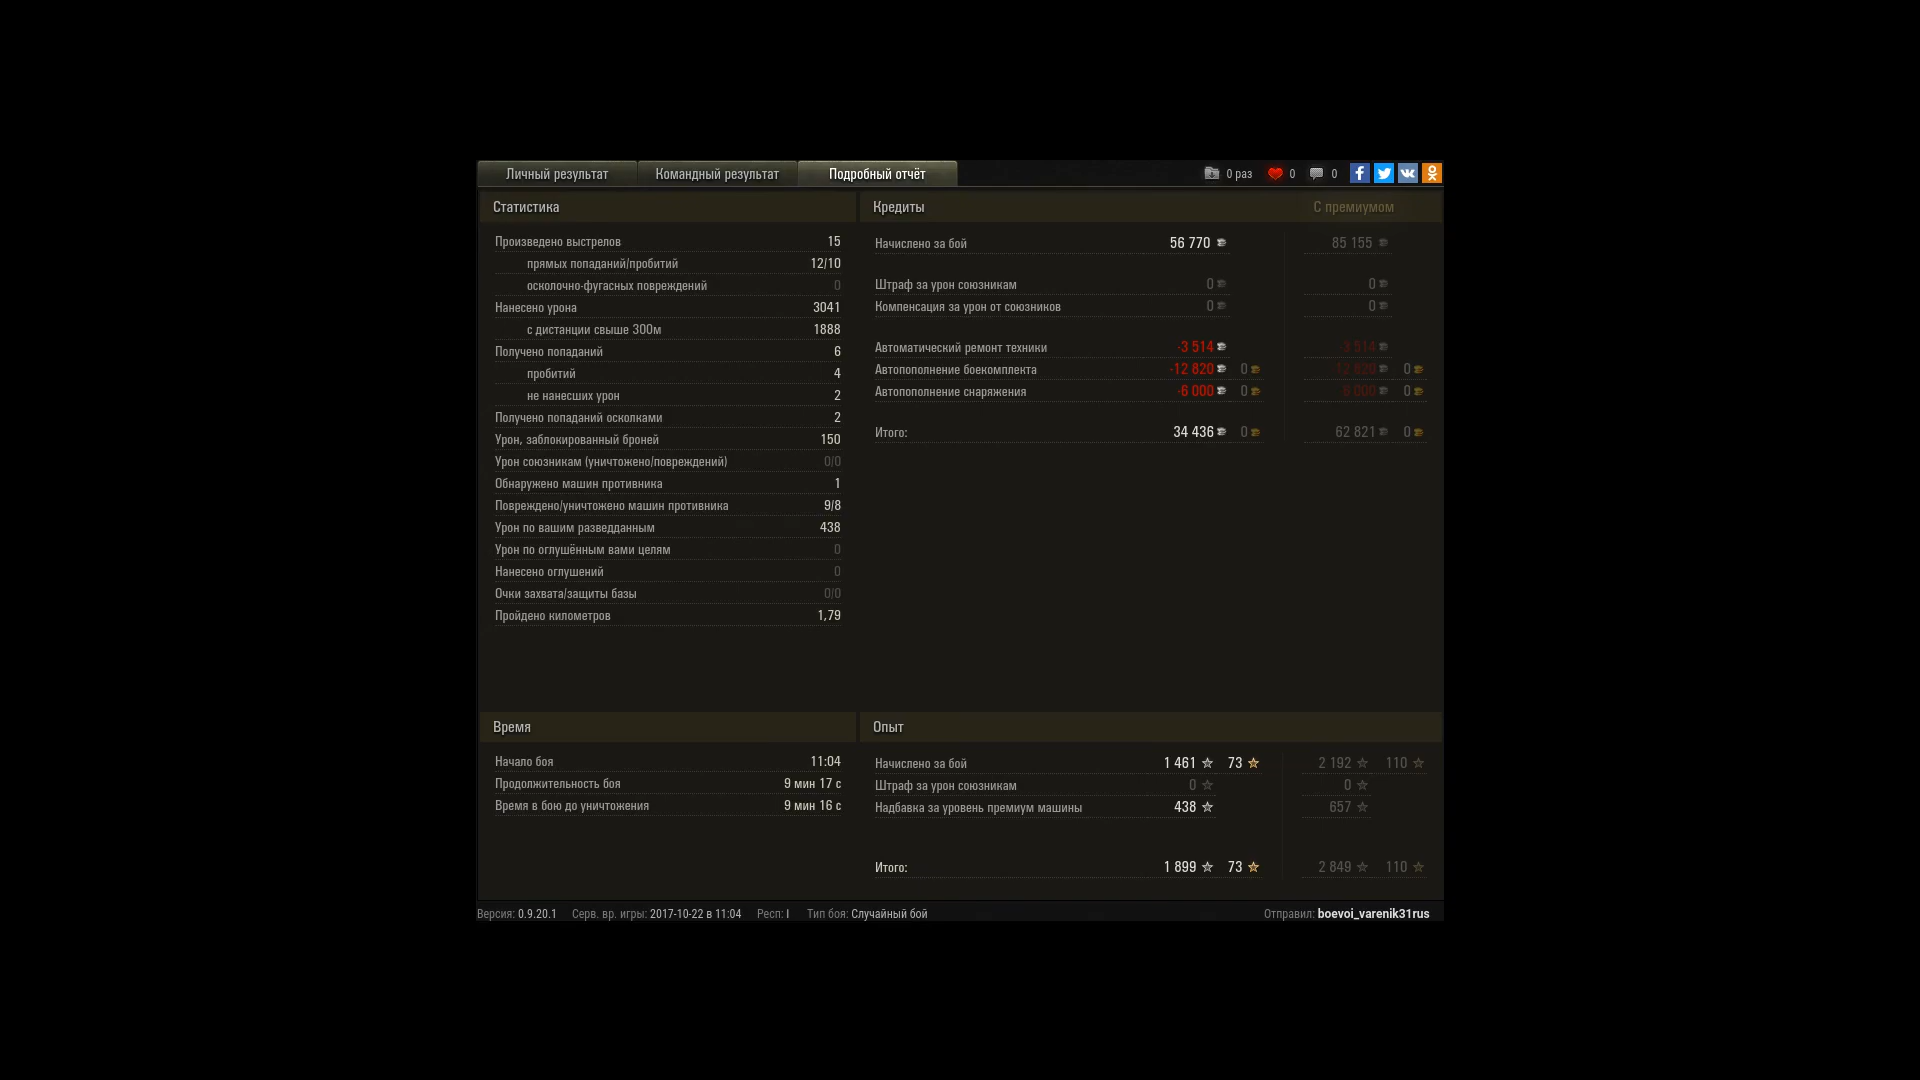 Личный результат Командный результат Подробный отчёт 0 раз 0 0
Статистика
Произведено выстрелов 15
прямых попаданий/пробитий 12/10
осколочно-фугасных повреждений 0
Нанесено урона 3041
с дистанции свыше 300м 1888
Получено попаданий 6
пробитий 4
не нанесших урон 2
Получено попаданий осколками 2
Урон, заблокированный броней 150
Урон союзникам (уничтожено/повреждений) 0/0
Обнаружено машин противника 1
Повреждено/уничтожено машин противника 9/8
Урон по вашим разведданным 438
Урон по оглушённым вами целям 0
Нанесено оглушений 0
Очки захвата/защиты базы 0/0
Пройдено километров 1,79
Кредиты С премиумом
Начислено за бой 56 770 85 155
Штраф за урон союзникам 0 0
Компенсация за урон от союзников 0 0
Автоматический ремонт техники -3 514 -3 514
Автопополнение боекомплекта -12 820 0 -12 820 0
Автопополнение снаряжения -6 000 0 -6 000 0
Итого: 34 436 0 62 821 0
Время
Начало боя 11:04
Продолжительность боя 9 мин 17 с
Время в бою до уничтожения 9 мин 16 с
Опыт
Начислено за бой 1 461 73 2 192 110
Штраф за урон союзникам 0 0
Надбавка за уровень премиум машины 438 657
Итого: 1 899 73 2 849 110
Версия: 0.9.20.1 Серв. вр. игры: 2017-10-22 в 11:04 Респ: I Тип боя: Случайный бой Отправил: boevoi_varenik31rus